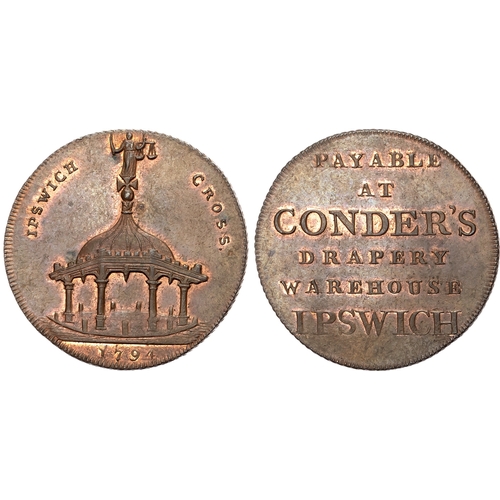 IPSWICH CROSS.
1794
PAYABLE
AT
CONDER'S
DRAPERY
WAREHOUSE
IPSWICH